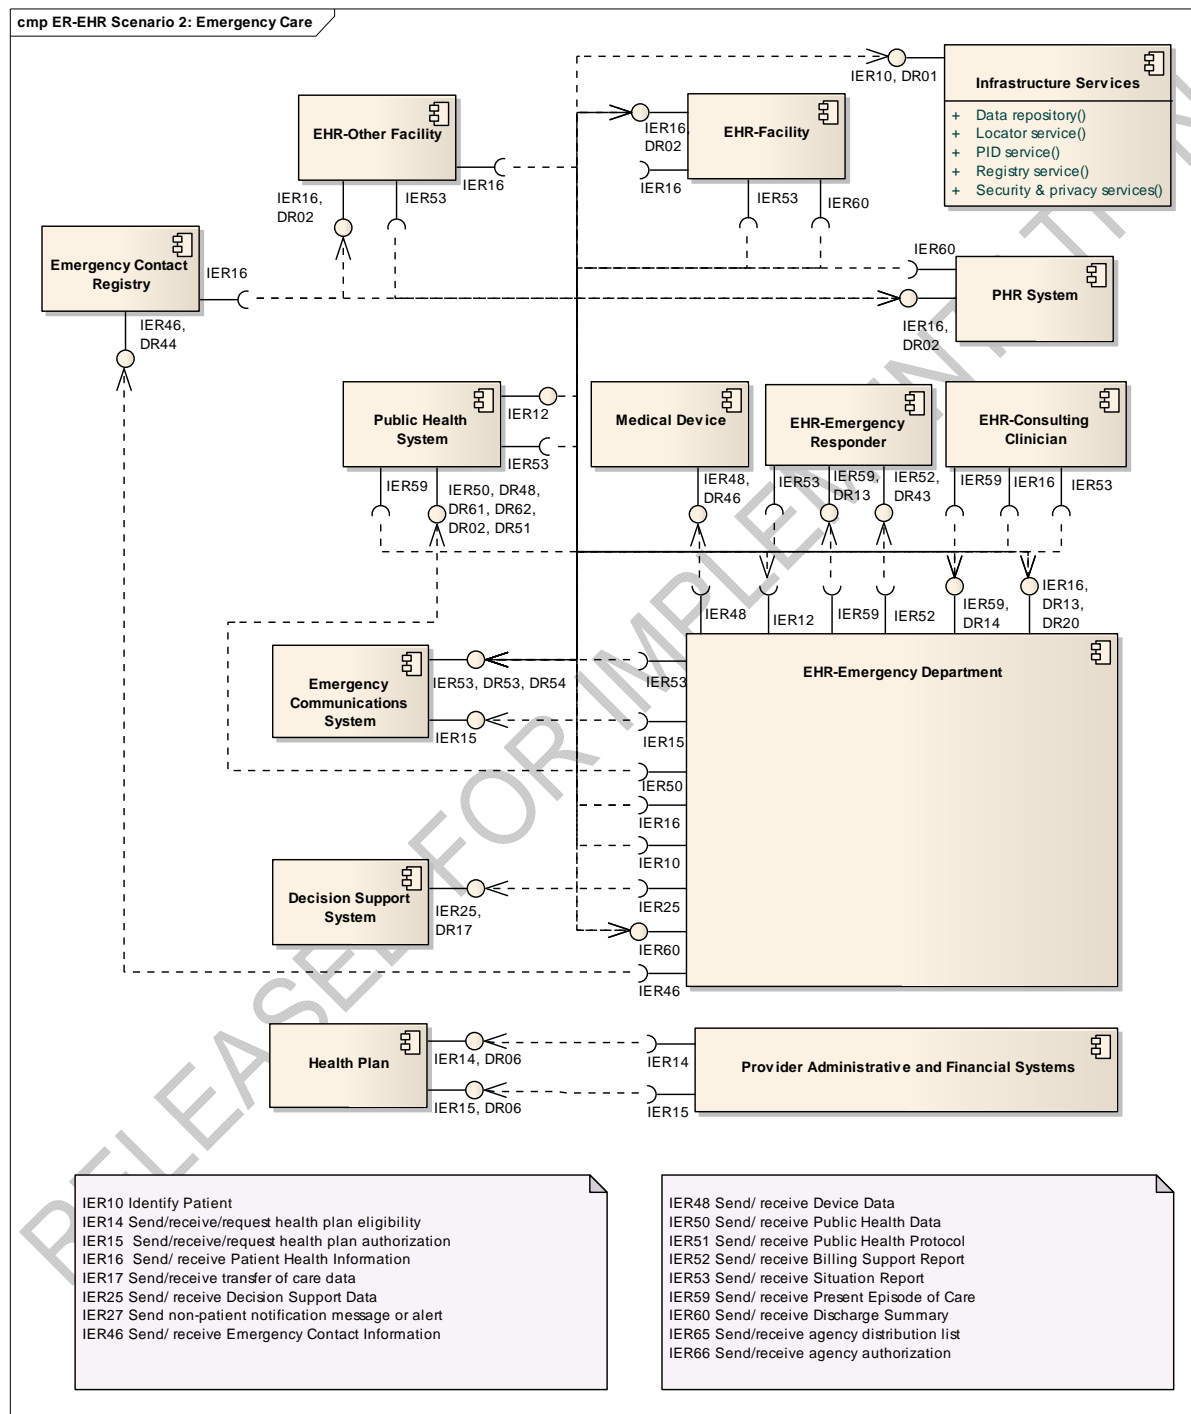 cmp ER-EHR Scenario 2: Emergency Care
IER10, DR01
Infrastructure Services
+ Data repository()
+ Locator service()
+ PID service()
+ Registry service()
+ Security & privacy services()
EHR-Other Facility
IER16
IER16,
DR02
IER53
EHR-Facility
IER16,
DR02
IER16
IER53
IER60
Emergency Contact
Registry
IER16
IER46,
DR44
IER60
PHR System
IER16,
DR02
Public Health
System
IER12
IER53
IER59
IER50, DR48,
DR61, DR62,
DR02, DR51
Medical Device
IER48,
DR46
EHR-Emergency
Responder
IER53
IER59,
DR13
IER52,
DR43
EHR-Consulting
Clinician
IER59
IER16
IER53
IER48
IER12
IER59
IER52
IER59,
DR14
IER16,
DR13,
DR20
Emergency
Communications
System
IER53, DR53, DR54
IER15
EHR-Emergency Department
IER53
IER15
IER50
IER16
IER10
IER25
IER60
IER46
Decision Support
System
IER25,
DR17
Health Plan
IER14, DR06
IER15, DR06
IER14
IER15
Provider Administrative and Financial Systems
IER10 Identify Patient
IER14 Send/receive/request health plan eligibility
IER15 Send/receive/request health plan authorization
IER16 Send/ receive Patient Health Information
IER17 Send/receive transfer of care data
IER25 Send/ receive Decision Support Data
IER27 Send non-patient notification message or alert
IER46 Send/ receive Emergency Contact Information
IER48 Send/ receive Device Data
IER50 Send/ receive Public Health Data
IER51 Send/ receive Public Health Protocol
IER52 Send/ receive Billing Support Report
IER53 Send/ receive Situation Report
IER59 Send/ receive Present Episode of Care
IER60 Send/ receive Discharge Summary
IER65 Send/receive agency distribution list
IER66 Send/receive agency authorization
RELEASED FOR IMPLEMENTATION